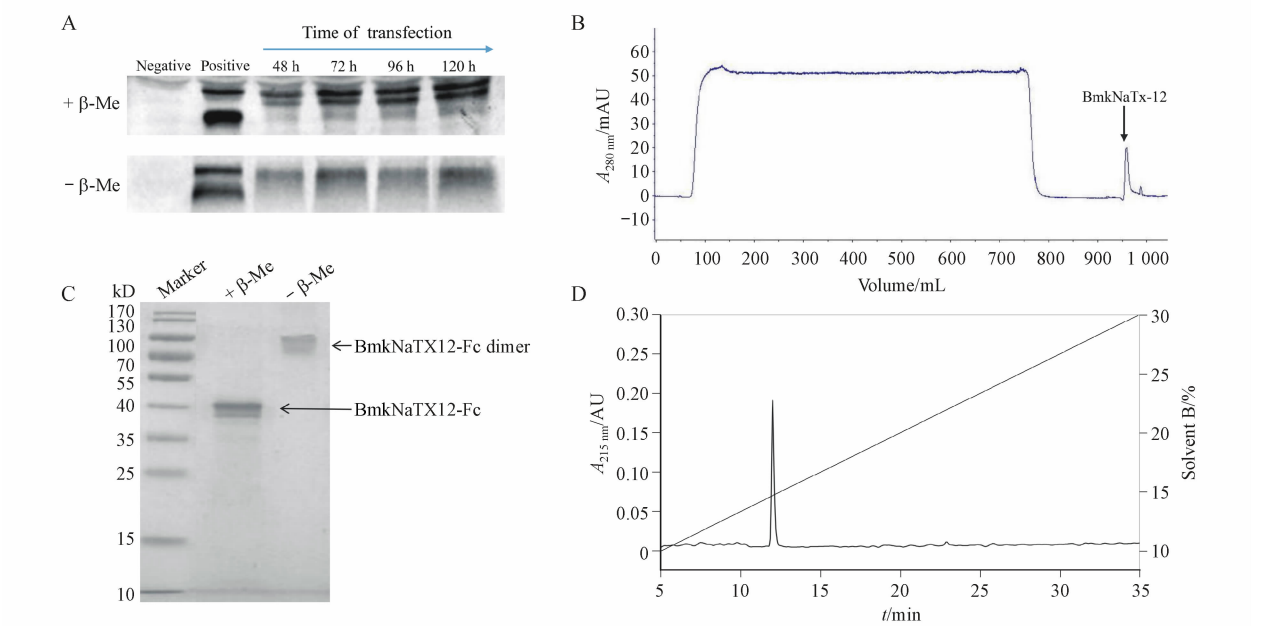 A
Time of transfection
Negative Positive 48 h 72 h 96 h 120 h
+ β-Me
− β-Me
B
A280 nm/mAU
60
50
40
30
20
10
0
−10
BmkNaTx-12
0 100 200 300 400 500 600 700 800 900 1 000
Volume/mL
C
kD Marker + β-Me − β-Me
170
130
100
70
55
40
35
25
15
10
BmkNaTX12-Fc dimer
BmkNaTX12-Fc
D
A215 nm/AU
0.30
0.25
0.20
0.15
0.10
0.05
0
30
25
20
15
10
Solvent B/%
5 10 15 20 25 30 35
t/min